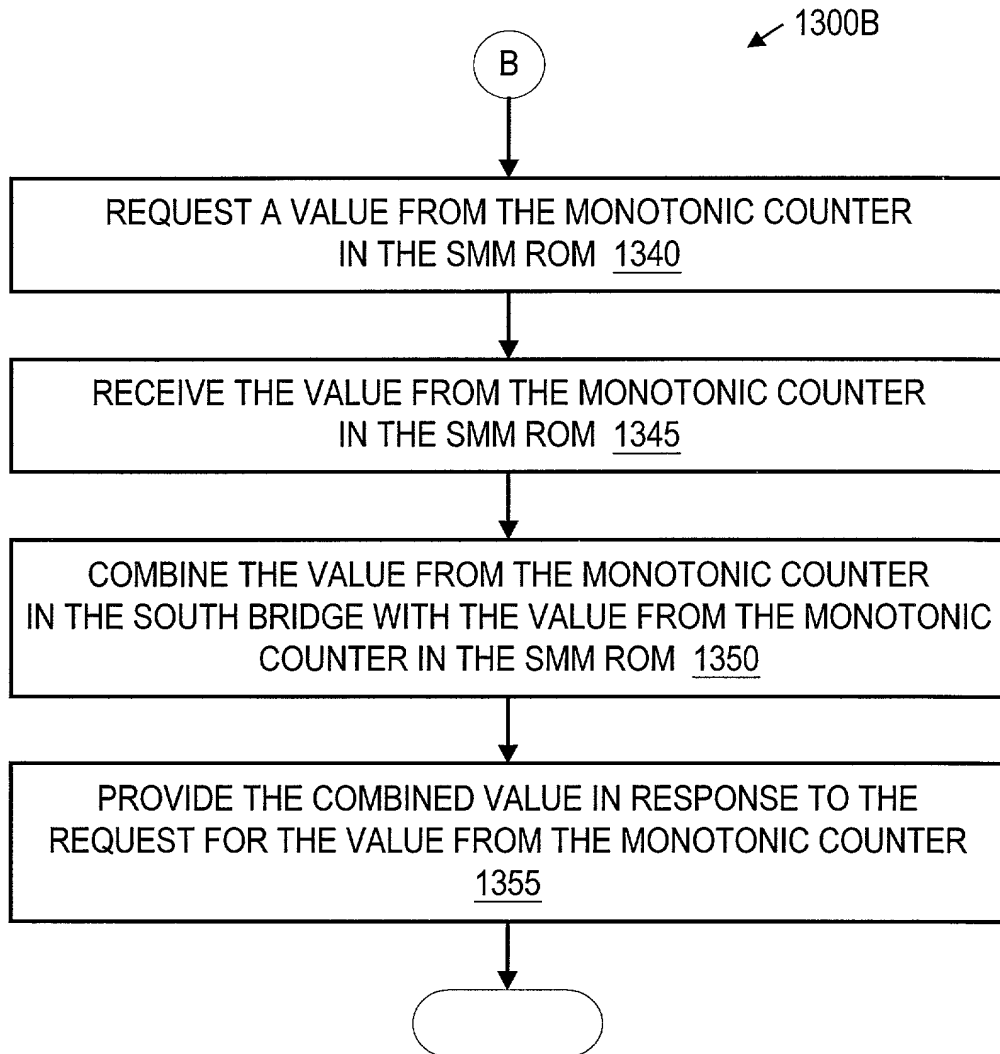 1300B
B
REQUEST A VALUE FROM THE MONOTONIC COUNTER
IN THE SMM ROM 1340
RECEIVE THE VALUE FROM THE MONOTONIC COUNTER
IN THE SMM ROM 1345
COMBINE THE VALUE FROM THE MONOTONIC COUNTER
IN THE SOUTH BRIDGE WITH THE VALUE FROM THE MONOTONIC
COUNTER IN THE SMM ROM 1350
PROVIDE THE COMBINED VALUE IN RESPONSE TO THE
REQUEST FOR THE VALUE FROM THE MONOTONIC COUNTER
1355